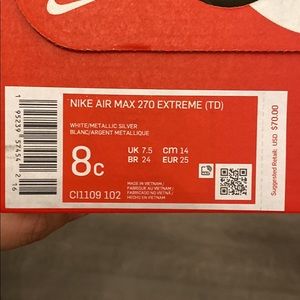 NIKE AIR MAX 270 EXTREME (TD)
WHITE/METALLIC SILVER
BLANC/ARGENT MÉTALLIQUE
8C
UK 7.5 CM 14
BR 24 EUR 25
CI1109 102
MADE IN VIETNAM/
FABRIQUÉ AU VIETNAM/
HECHO EN VIETNAM
Suggested Retail: USD $70.00